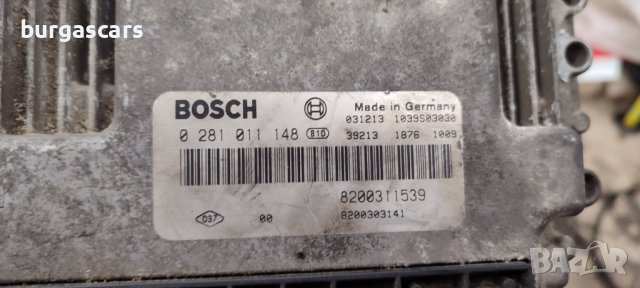 burgascars
BOSCH
Made in Germany
031213 1039S03030
0 281 011 148 810 39213 1876 1009
8200311539
037 00 8200303141
BAZAR